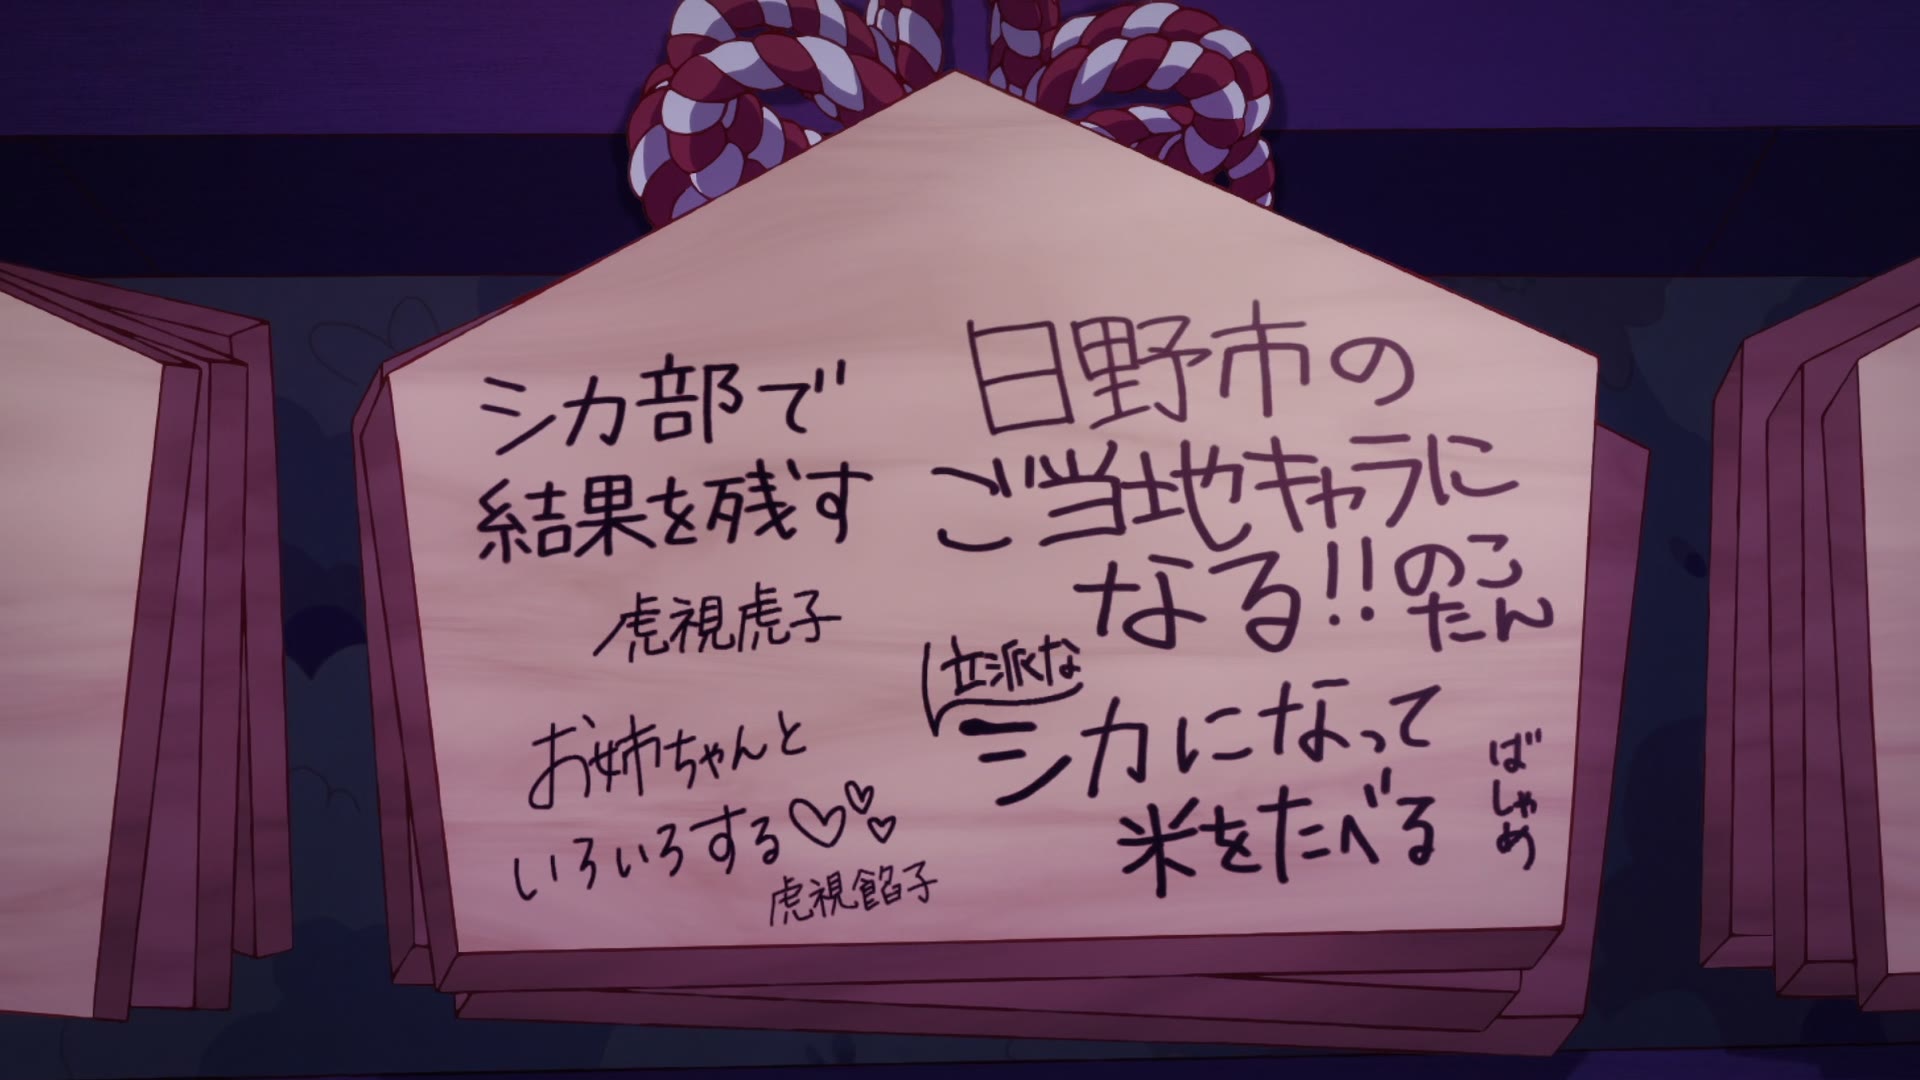 日野市の
ご当地キャラに
なる!!のこたん
立派な
シカになって
米をたべる
ばしゃめ
シカ部で
結果を残す
虎視虎子
お姉ちゃんと
いろいろする♡♡♡
虎視餡子